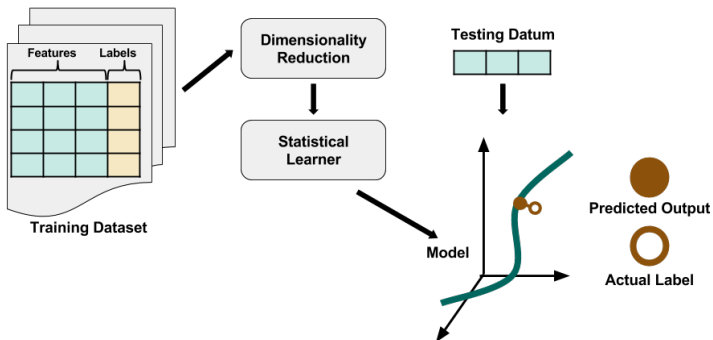 Features
Labels
Training Dataset
Dimensionality
Reduction
Statistical
Learner
Testing Datum
Model
Predicted Output
Actual Label